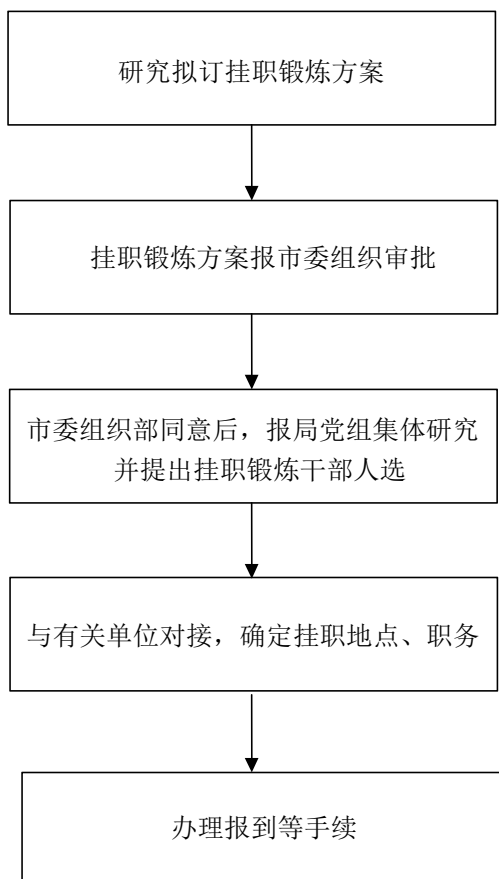 研究拟订挂职锻炼方案
挂职锻炼方案报市委组织审批
市委组织部同意后，报局党组集体研究
并提出挂职锻炼干部人选
与有关单位对接，确定挂职地点、职务
办理报到等手续